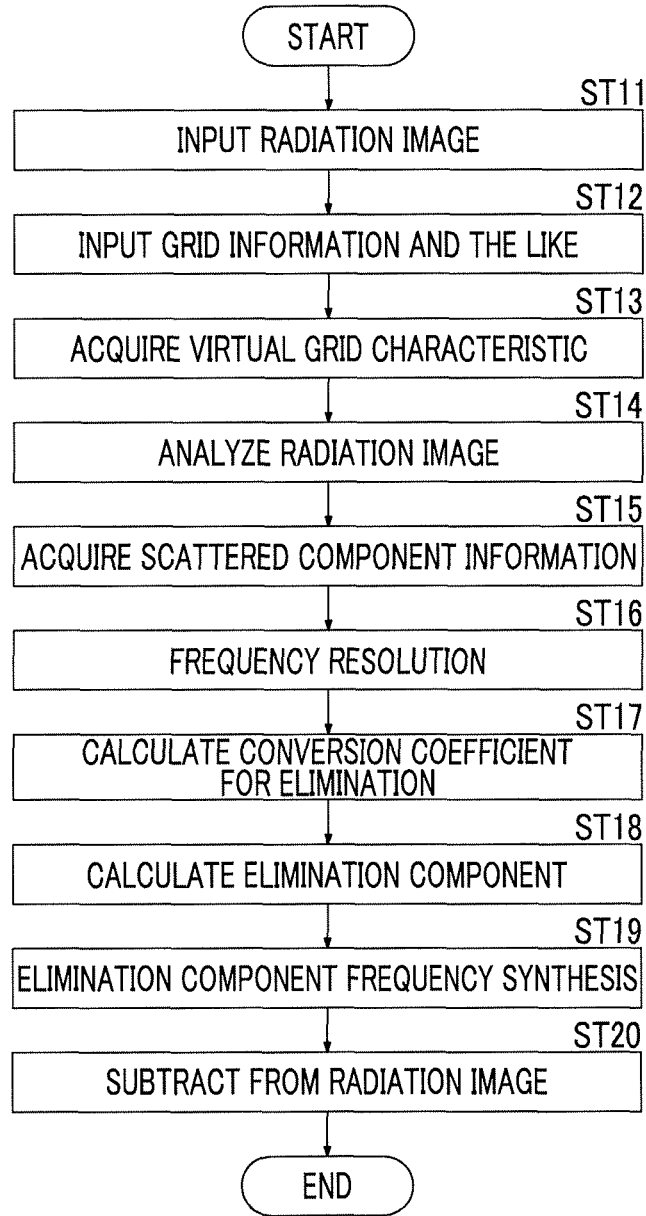 START
ST11
INPUT RADIATION IMAGE
ST12
INPUT GRID INFORMATION AND THE LIKE
ST13
ACQUIRE VIRTUAL GRID CHARACTERISTIC
ST14
ANALYZE RADIATION IMAGE
ST15
ACQUIRE SCATTERED COMPONENT INFORMATION
ST16
FREQUENCY RESOLUTION
ST17
CALCULATE CONVERSION COEFFICIENT
FOR ELIMINATION
ST18
CALCULATE ELIMINATION COMPONENT
ST19
ELIMINATION COMPONENT FREQUENCY SYNTHESIS
ST20
SUBTRACT FROM RADIATION IMAGE
END